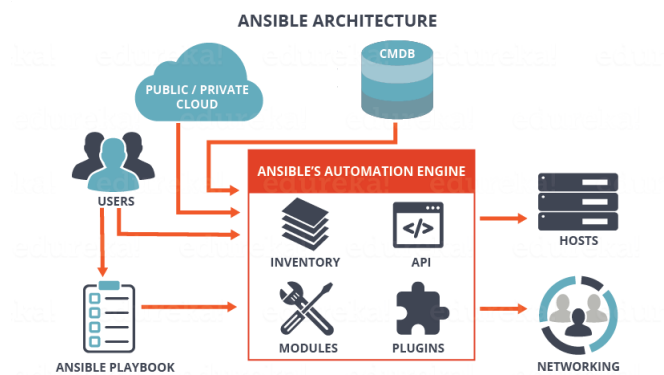 ANSIBLE ARCHITECTURE
PUBLIC / PRIVATE
CLOUD
CMDB
USERS
ANSIBLE'S AUTOMATION ENGINE
</>
INVENTORY
API
HOSTS
MODULES
PLUGINS
ANSIBLE PLAYBOOK
NETWORKING